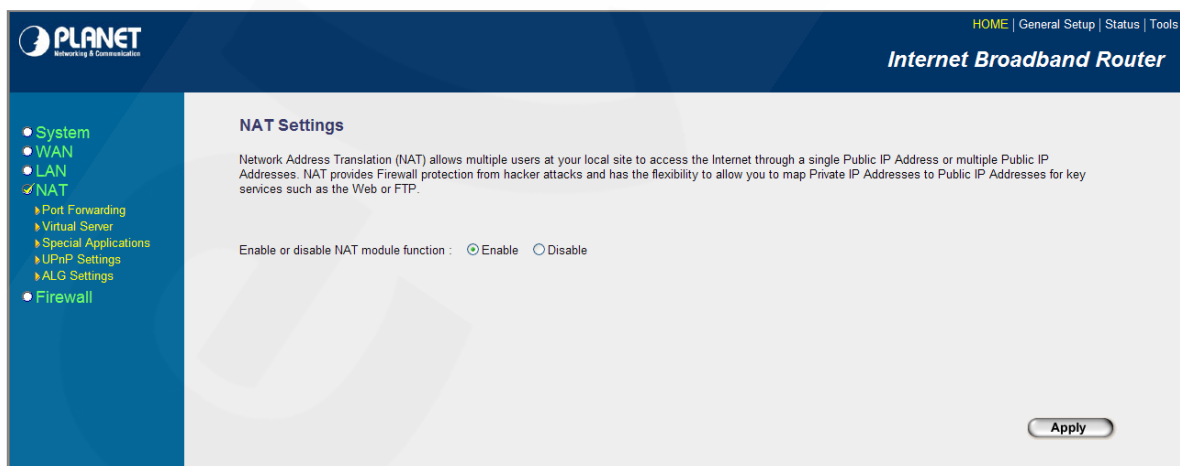 PLANET
Networking & Communication
HOME | General Setup | Status | Tools
Internet Broadband Router
System
WAN
LAN
NAT
Port Forwarding
Virtual Server
Special Applications
UPnP Settings
ALG Settings
Firewall
NAT Settings
Network Address Translation (NAT) allows multiple users at your local site to access the Internet through a single Public IP Address or multiple Public IP
Addresses. NAT provides Firewall protection from hacker attacks and has the flexibility to allow you to map Private IP Addresses to Public IP Addresses for key
services such as the Web or FTP.
Enable or disable NAT module function : Enable Disable
Apply